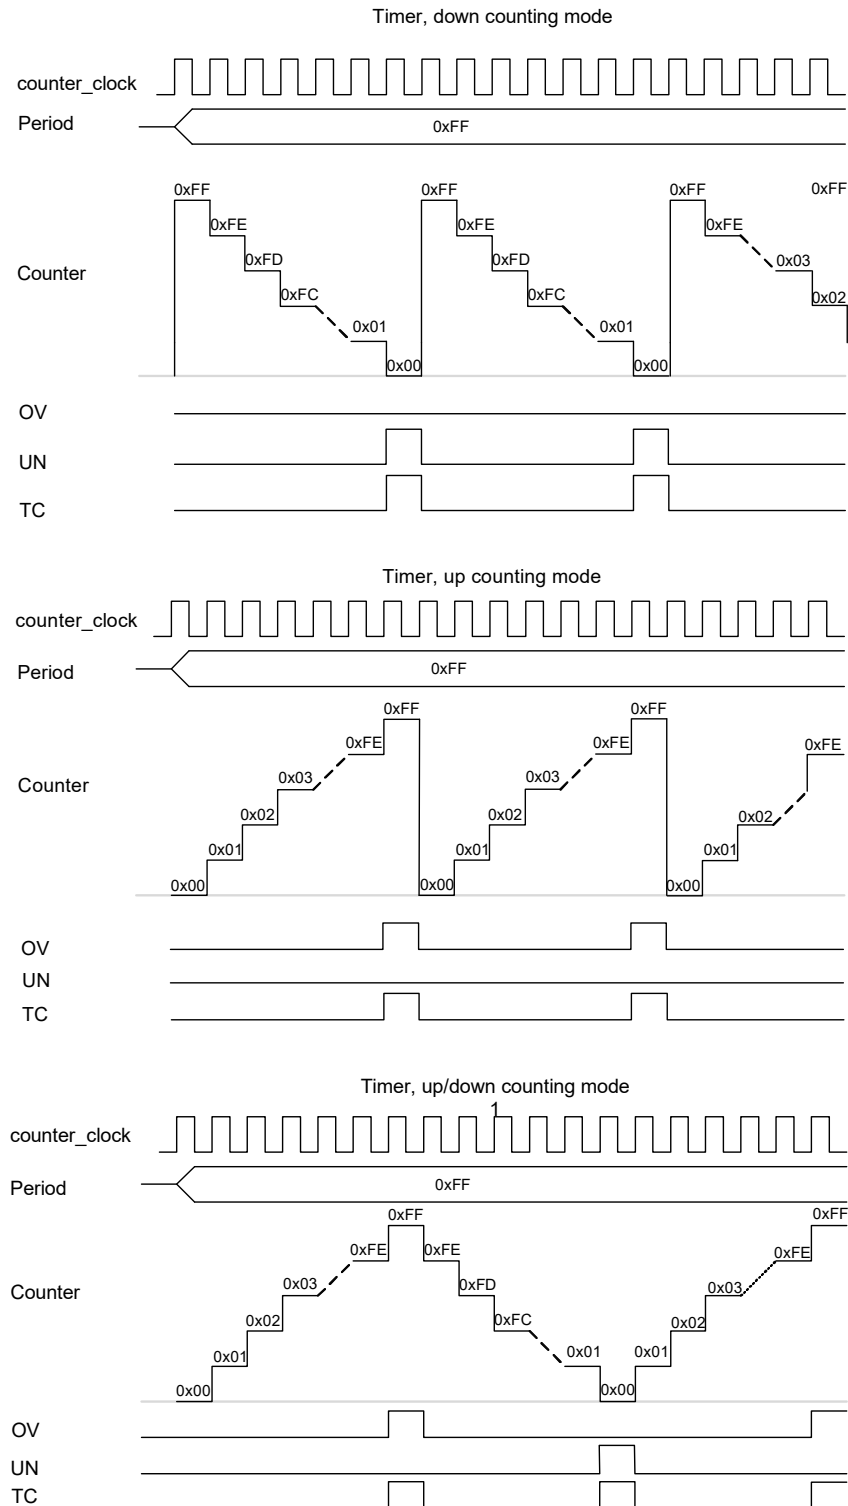 Timer, down counting mode
counter_clock
Period
0xFF
0xFF 0xFF 0xFF 0xFF
0xFE 0xFE 0xFE
0xFD 0xFD 0x03
Counter
0xFC 0xFC 0x02
0x01 0x01
0x00 0x00
OV
UN
TC
Timer, up counting mode
counter_clock
Period
0xFF
0xFF 0xFF
0xFE 0xFE 0xFE
0x03 0x03
Counter
0x02 0x02 0x02
0x01 0x01 0x01
0x00 0x00 0x00
OV
UN
TC
Timer, up/down counting mode
1
counter_clock
Period
0xFF
0xFF 0xFF
0xFE 0xFE 0xFE
0x03 0xFD 0x03
Counter
0x02 0xFC 0x02
0x01 0x01 0x01
0x00 0x00
OV
UN
TC